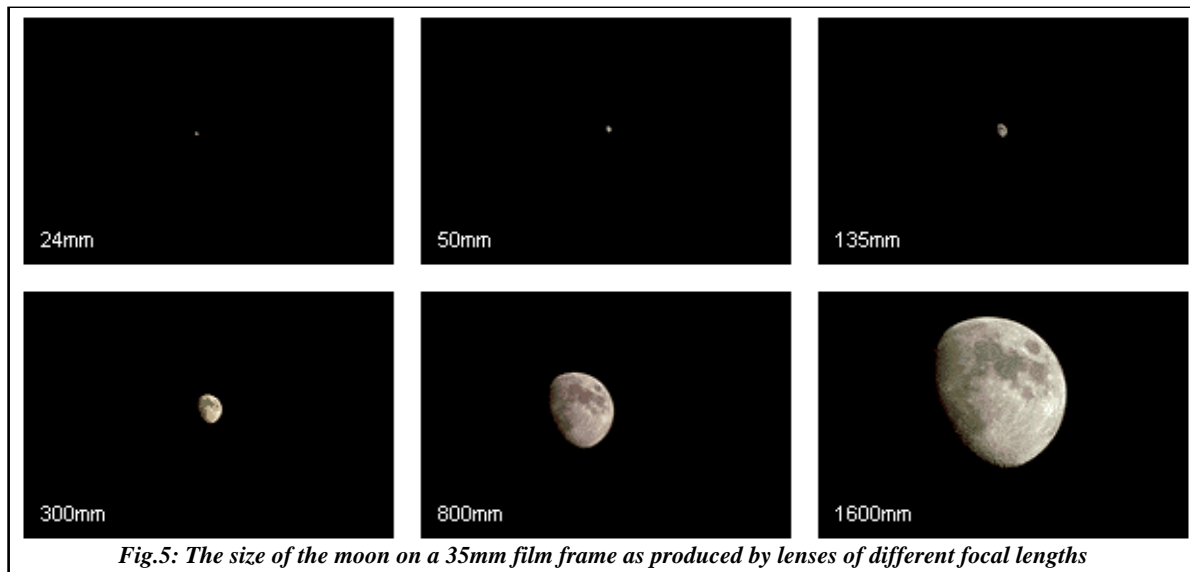 24mm
50mm
135mm
300mm
800mm
1600mm
Fig.5: The size of the moon on a 35mm film frame as produced by lenses of different focal lengths